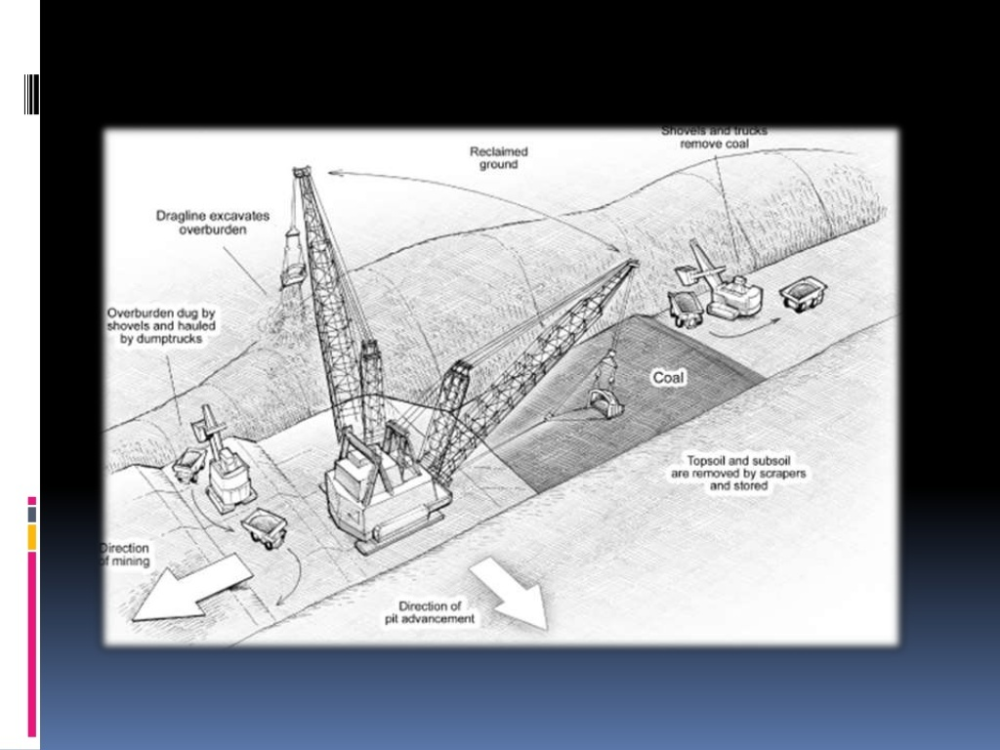 Shovels and trucks
remove coal
Reclaimed
ground
Dragline excavates
overburden
Overburden dug by
shovels and hauled
by dumptrucks
Coal
Topsoil and subsoil
are removed by scrapers
and stored
Direction
of mining
Direction of
pit advancement